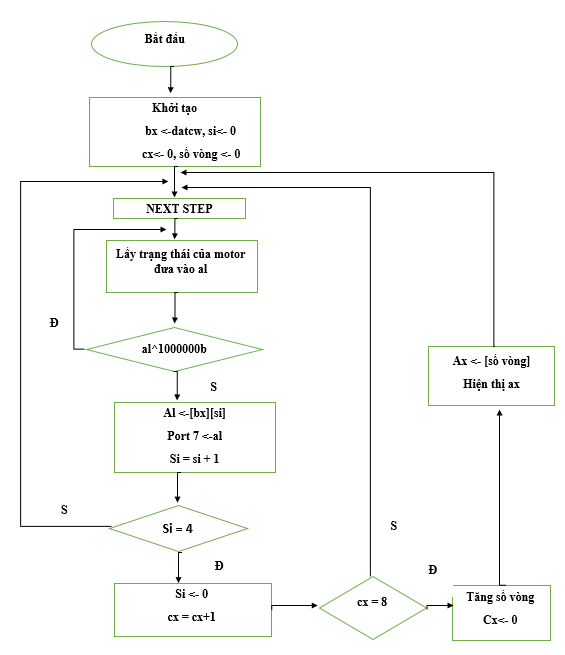 Bắt đầu
Khởi tạo
bx <-datcw, si<- 0
cx<- 0, số vòng <- 0
NEXT STEP
Lấy trạng thái của motor
đưa vào al
Đ
al^1000000b
S
Al <-[bx][si]
Port 7 <-al
Si = si + 1
S
Si = 4
Đ
Si <- 0
cx = cx+1
cx = 8
S
Đ
Tăng số vòng
Cx<- 0
Ax <- [số vòng]
Hiện thị ax